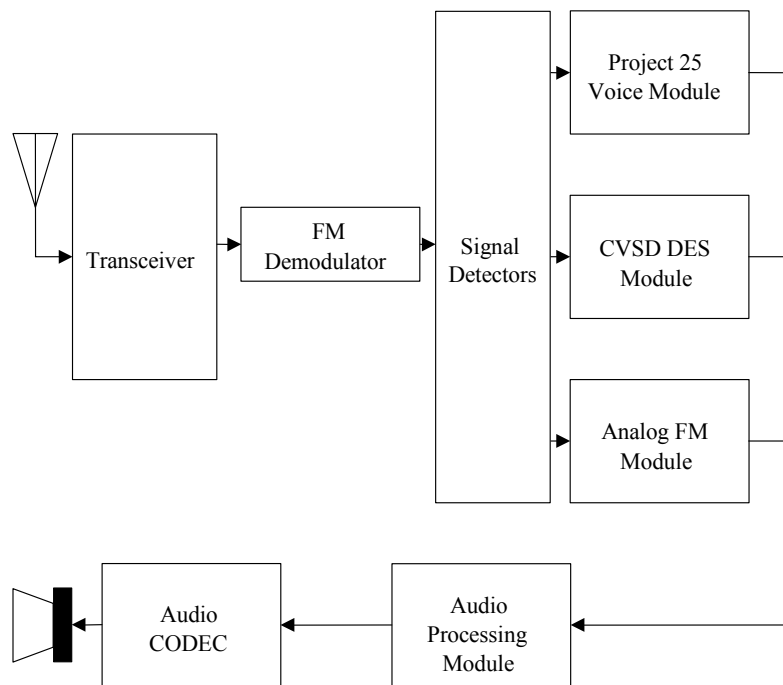 Project 25
Voice Module
Transceiver
FM
Demodulator
Signal
Detectors
CVSD DES
Module
Analog FM
Module
Audio
CODEC
Audio
Processing
Module